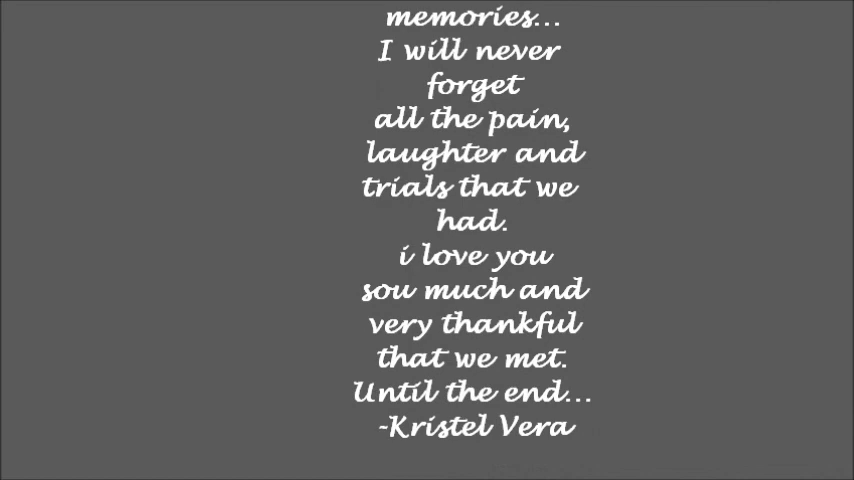 memories...
I will never
forget
all the pain,
laughter and
trials that we
had.
i love you
sou much and
very thankful
that we met.
Until the end...
-Kristel Vera